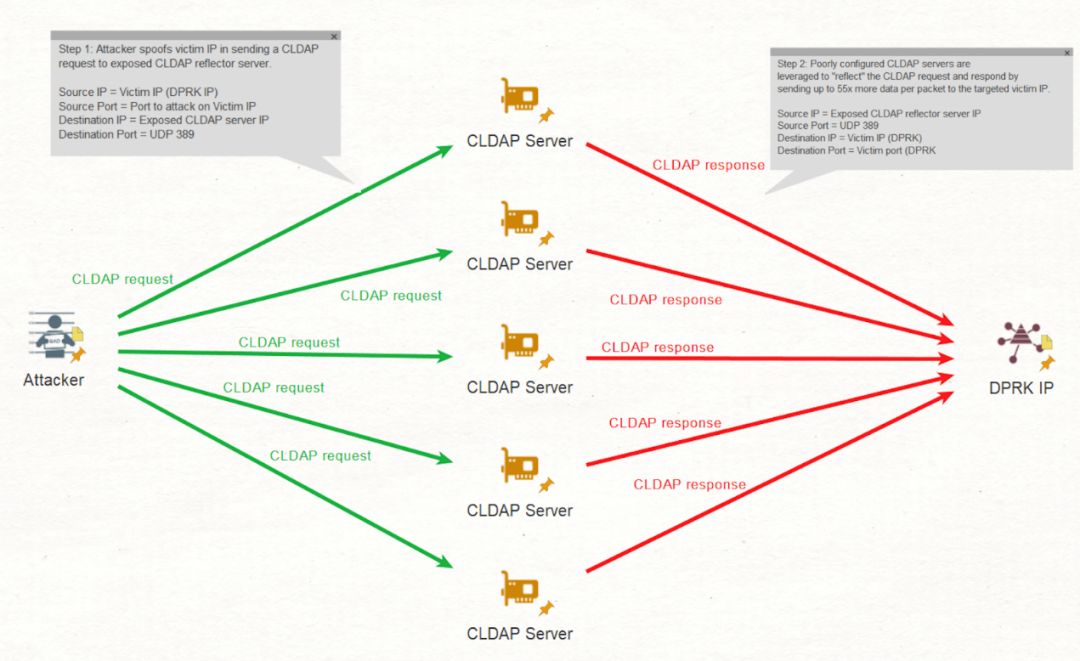 Step 1: Attacker spoofs victim IP in sending a CLDAP
request to exposed CLDAP reflector server.
Source IP = Victim IP (DPRK IP)
Source Port = Port to attack on Victim IP
Destination IP = Exposed CLDAP server IP
Destination Port = UDP 389
Step 2: Poorly configured CLDAP servers are
leveraged to "reflect" the CLDAP request and respond by
sending up to 55x more data per packet to the targeted victim IP.
Source IP = Exposed CLDAP reflector server IP
Source Port = UDP 389
Destination IP = Victim IP (DPRK)
Destination Port = Victim port (DPRK
CLDAP Server
CLDAP response
CLDAP Server
CLDAP request
CLDAP request
CLDAP response
CLDAP request
CLDAP response
Attacker
CLDAP Server
DPRK IP
CLDAP request
CLDAP response
CLDAP request
CLDAP response
CLDAP Server
CLDAP Server